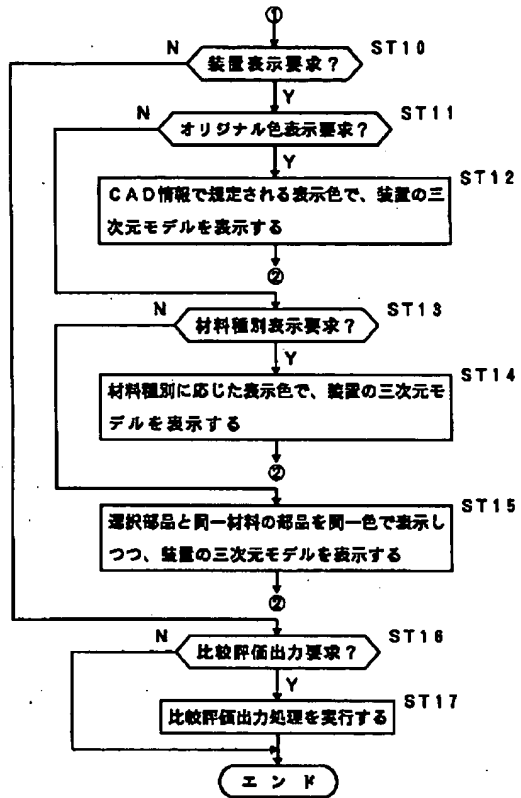 ①
N
装置表示要求?
ST10
Y
N
オリジナル色表示要求?
ST11
Y
ST12
CAD情報で規定される表示色で、装置の三
次元モデルを表示する
②
N
材料種別表示要求?
ST13
Y
ST14
材料種別に応じた表示色で、装置の三次元モ
デルを表示する
②
ST15
選択部品と同一材料の部品を同一色で表示し
つつ、装置の三次元モデルを表示する
②
N
比較評価出力要求?
ST16
Y
ST17
比較評価出力処理を実行する
エンド